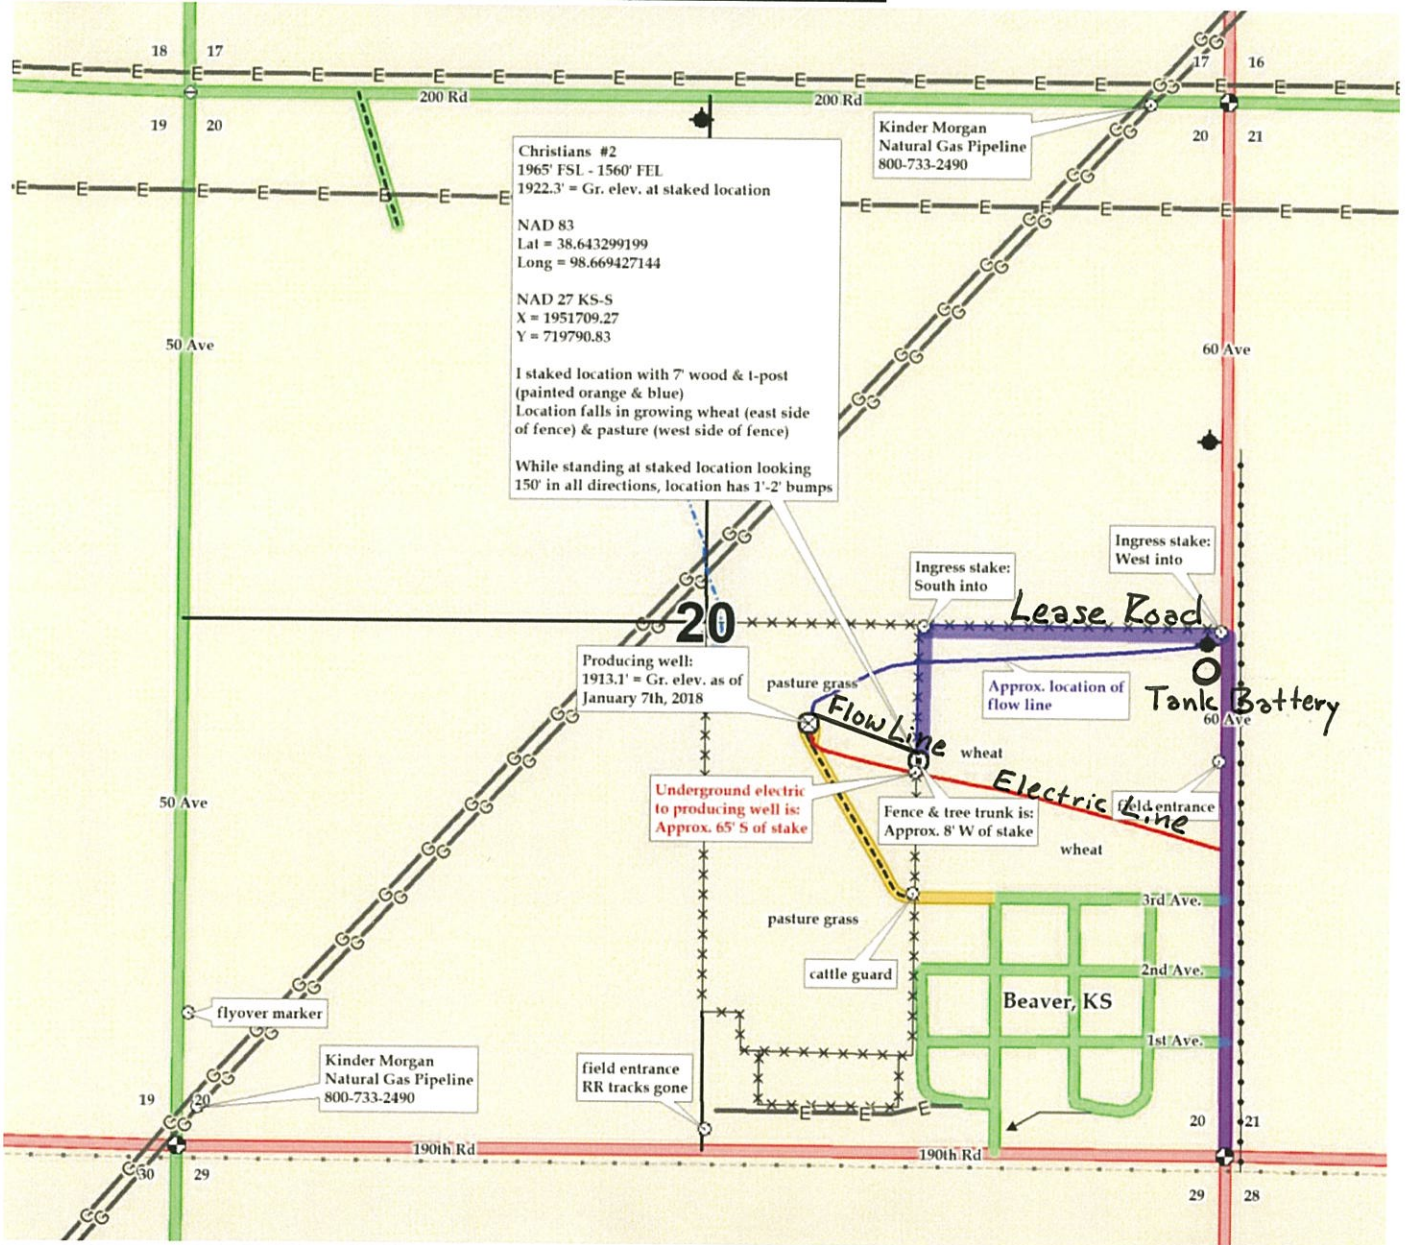 18
17
17
16
200 Rd
200 Rd
19
20
20
21
Kinder Morgan
Natural Gas Pipeline
800-733-2490
Christians #2
1965' FSL - 1560' FEL
1922.3' = Gr. elev. at staked location
NAD 83
Lat = 38.643299199
Long = 98.669427144
NAD 27 KS-S
X = 1951709.27
Y = 719790.83
I staked location with 7' wood & t-post
(painted orange & blue)
Location falls in growing wheat (east side
of fence) & pasture (west side of fence)
While standing at staked location looking
150' in all directions, location has 1'-2' bumps
50 Ave
60 Ave
Ingress stake:
West into
Ingress stake:
South into
Lease Road
20
Producing well:
1913.1' = Gr. elev. as of
January 7th, 2018
pasture grass
Approx. location of
flow line
Tank Battery
60 Ave
Flow Line
wheat
Electric Line
Underground electric
to producing well is:
Approx. 65' S of stake
Fence & tree trunk is:
Approx. 8' W of stake
field entrance
50 Ave
wheat
3rd Ave.
pasture grass
cattle guard
2nd Ave.
Beaver, KS
flyover marker
1st Ave.
Kinder Morgan
Natural Gas Pipeline
800-733-2490
field entrance
RR tracks gone
19
20
20
21
190th Rd
190th Rd
30
29
29
28
E E E E E E E E E E E E E E E E E E E E E E E
E E E E E E E E E E E E E E E E E
E E E
G G